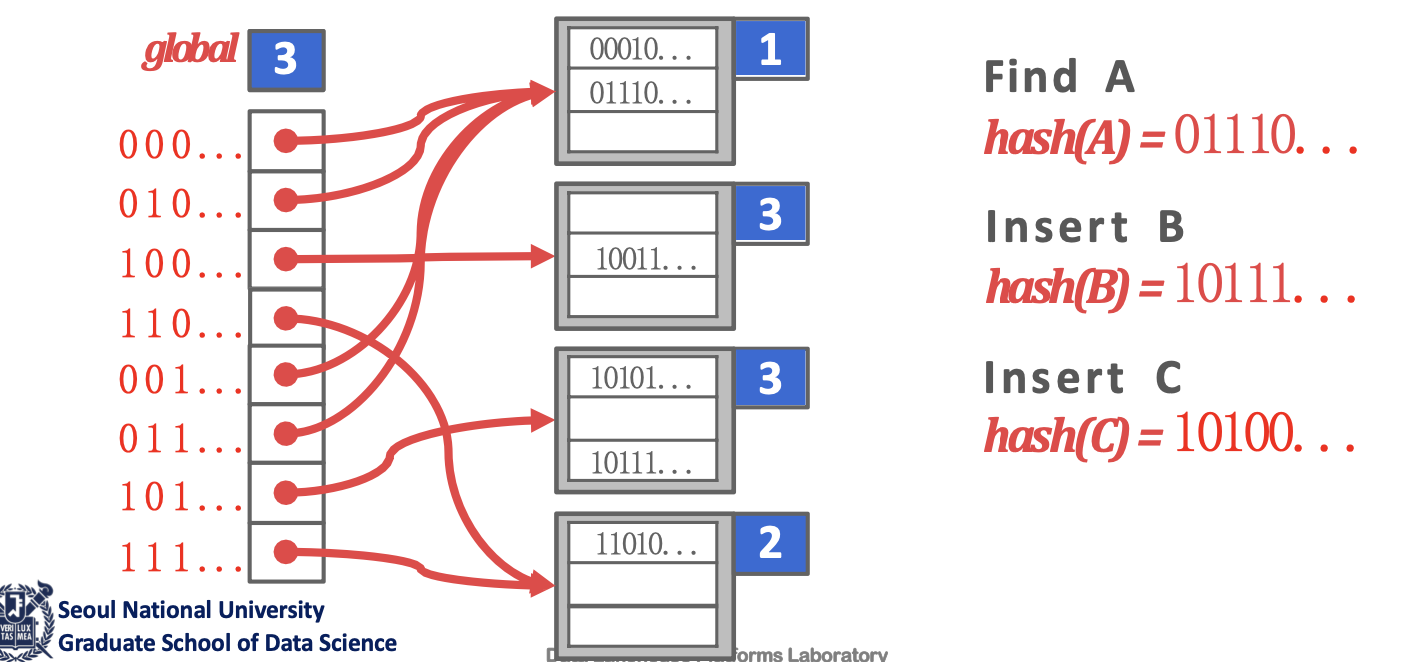 global 3
000...
010...
100...
110...
001...
011...
101...
111...
00010...
01110...
1
10011...
3
10101...
10111...
3
11010...
2
Find A
hash(A) = 01110...
Insert B
hash(B) = 10111...
Insert C
hash(C) = 10100...
VERI LUX
TAS MEA
Seoul National University
Graduate School of Data Science
Laboratory